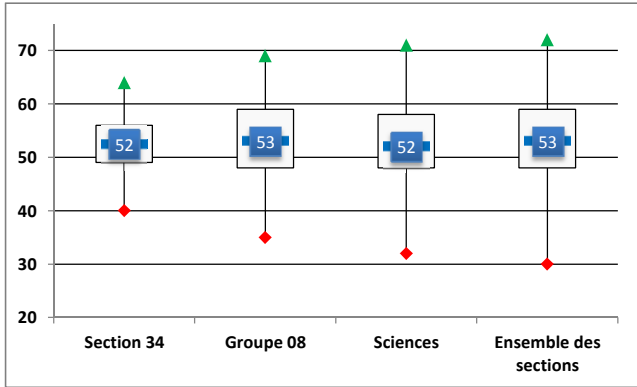 70
60
50
40
30
20
52
53
52
53
Section 34
Groupe 08
Sciences
Ensemble des
sections